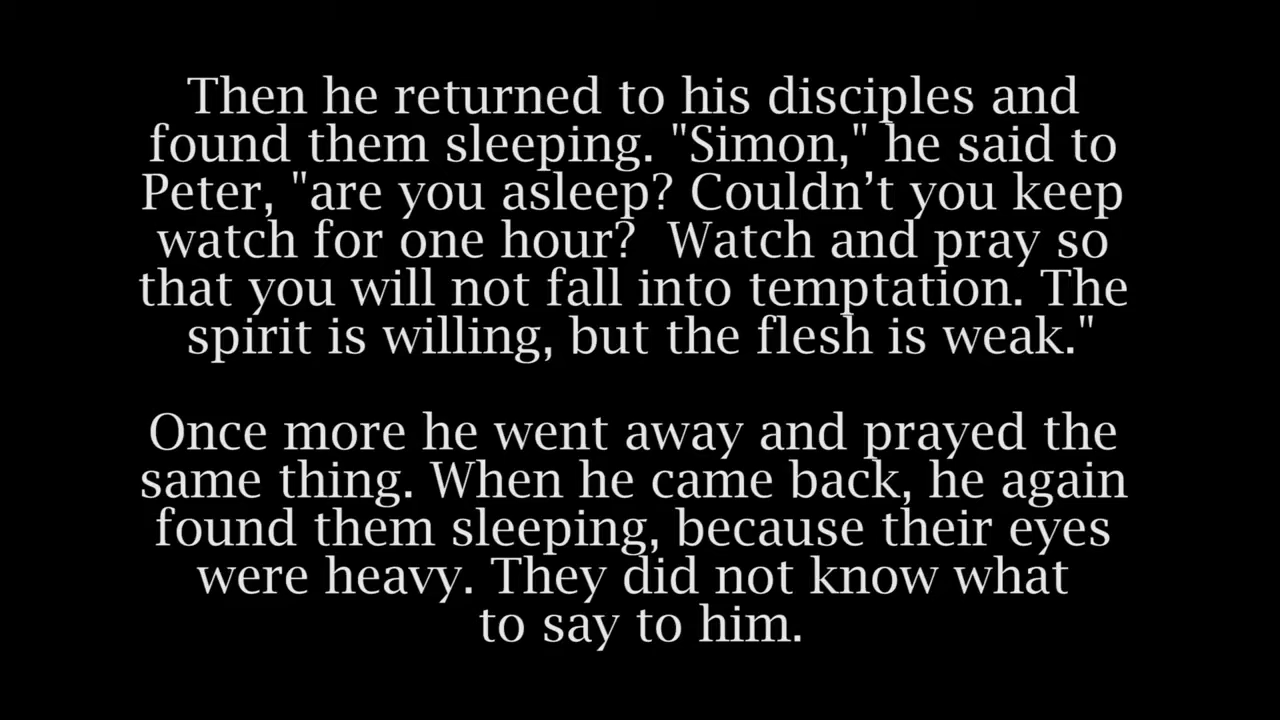 Then he returned to his disciples and
found them sleeping. "Simon," he said to
Peter, "are you asleep? Couldn’t you keep
watch for one hour?  Watch and pray so
that you will not fall into temptation. The
spirit is willing, but the flesh is weak."

Once more he went away and prayed the
same thing. When he came back, he again
found them sleeping, because their eyes
were heavy. They did not know what
to say to him.